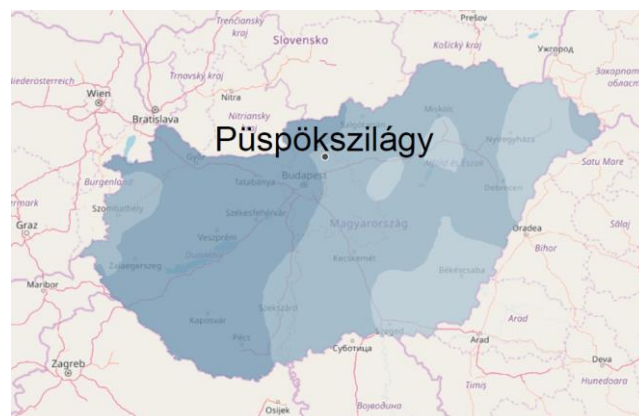 Prešov
Trenčiansky
kraj
Slovensko
Košický kraj
Ужгород
Niederösterreich
Trnavský kraj
Wien
Nitra
Nitriansky
Bratislava
Miskolc
Püspökszilágy
Győr
Nyíregyháza
Satu Mare
Burgenland
Tatabánya
Budapest
Debrecen
Szombathely
Székesfehérvár
Graz
Magyarország
Oradea
Sălaj
Veszprém
Bihor
Zalaegerszeg
Kecskemét
Békéscsaba
Maribor
Kaposvár
Szekszárd
Szeged
Arad
Pécs
Суботица
Arad
Zagreb
Deva
Timiș
Hunedoara
Osijek
Војводина